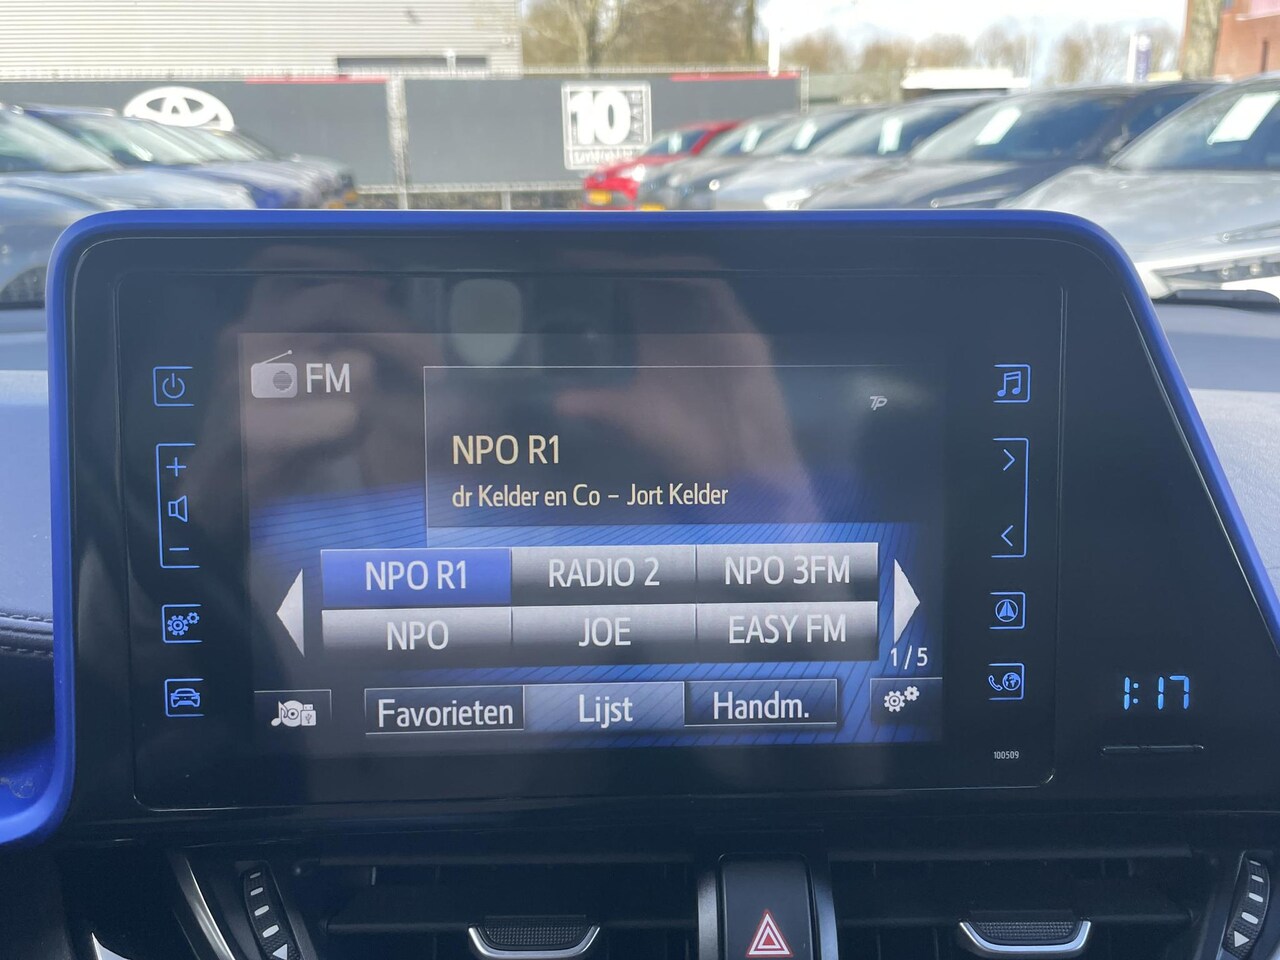 10
FM
TP
NPO R1
dr Kelder en Co – Jort Kelder
NPO R1 RADIO 2 NPO 3FM
NPO JOE EASY FM
1/5
Favorieten Lijst Handm.
1:17
100509